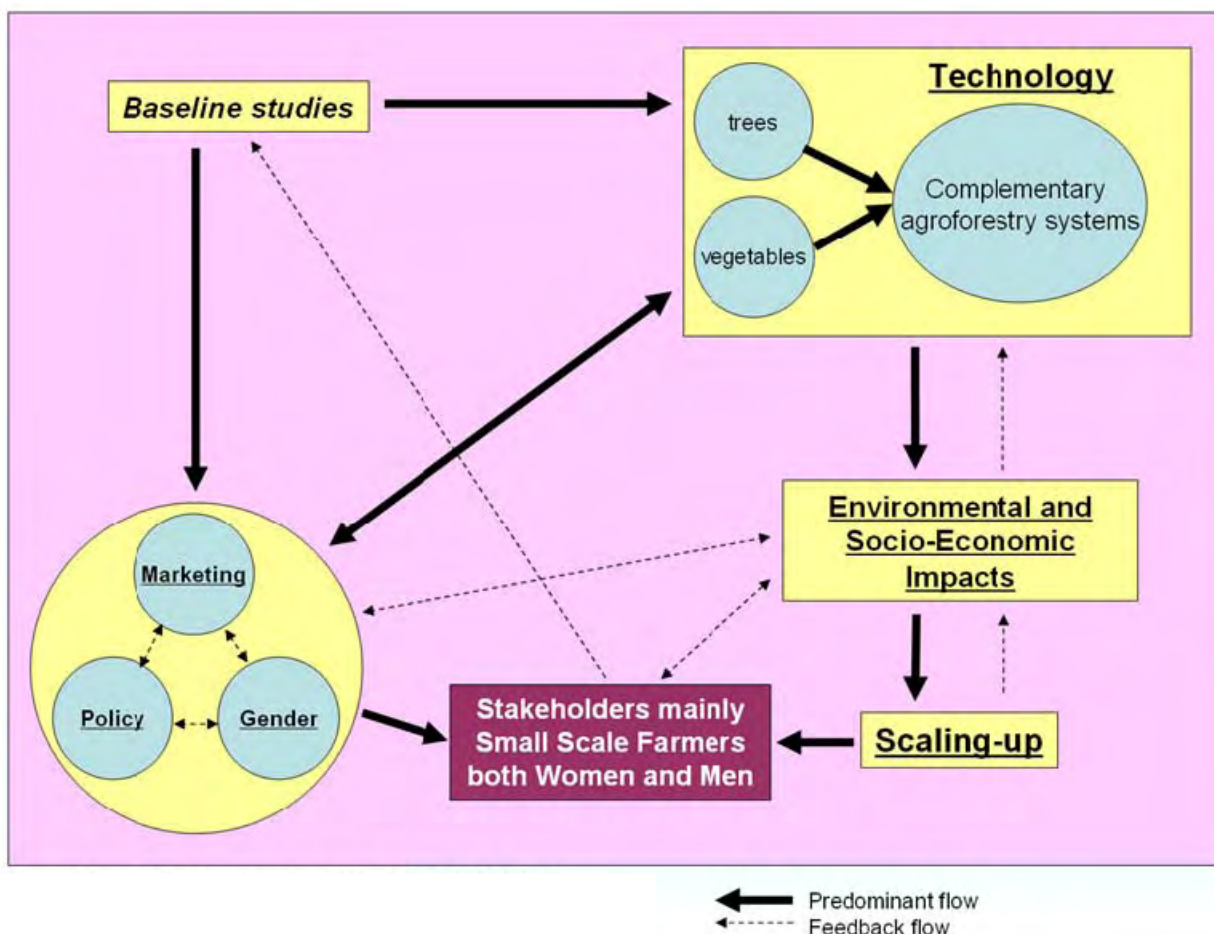 Baseline studies
Technology
trees
vegetables
Complementary
agroforestry systems
Environmental and
Socio-Economic
Impacts
Marketing
Policy
Gender
Stakeholders mainly
Small Scale Farmers
both Women and Men
Scaling-up
Predominant flow
Feedback flow